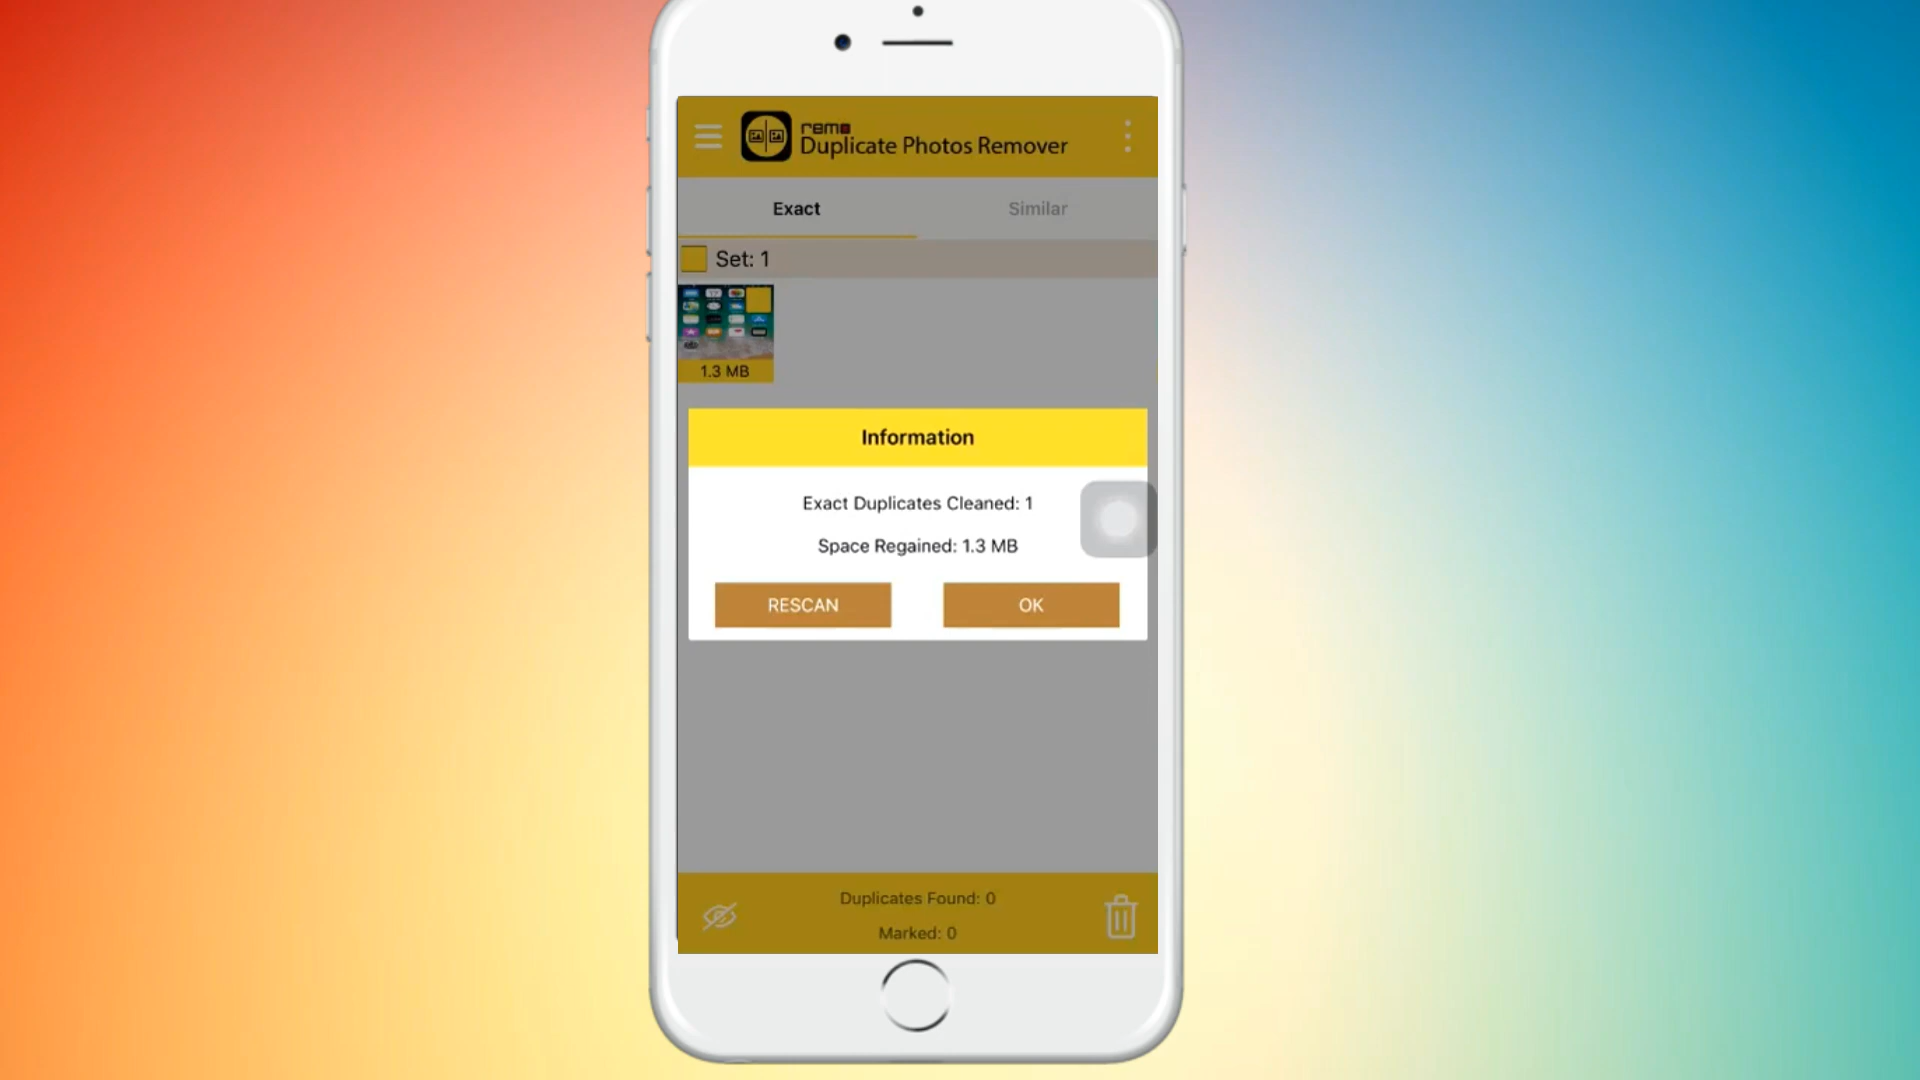 remo
Duplicate Photos Remover
Exact
Similar
Set: 1
1.3 MB
Information
Exact Duplicates Cleaned: 1
Space Regained: 1.3 MB
RESCAN
OK
Duplicates Found: 0
Marked: 0